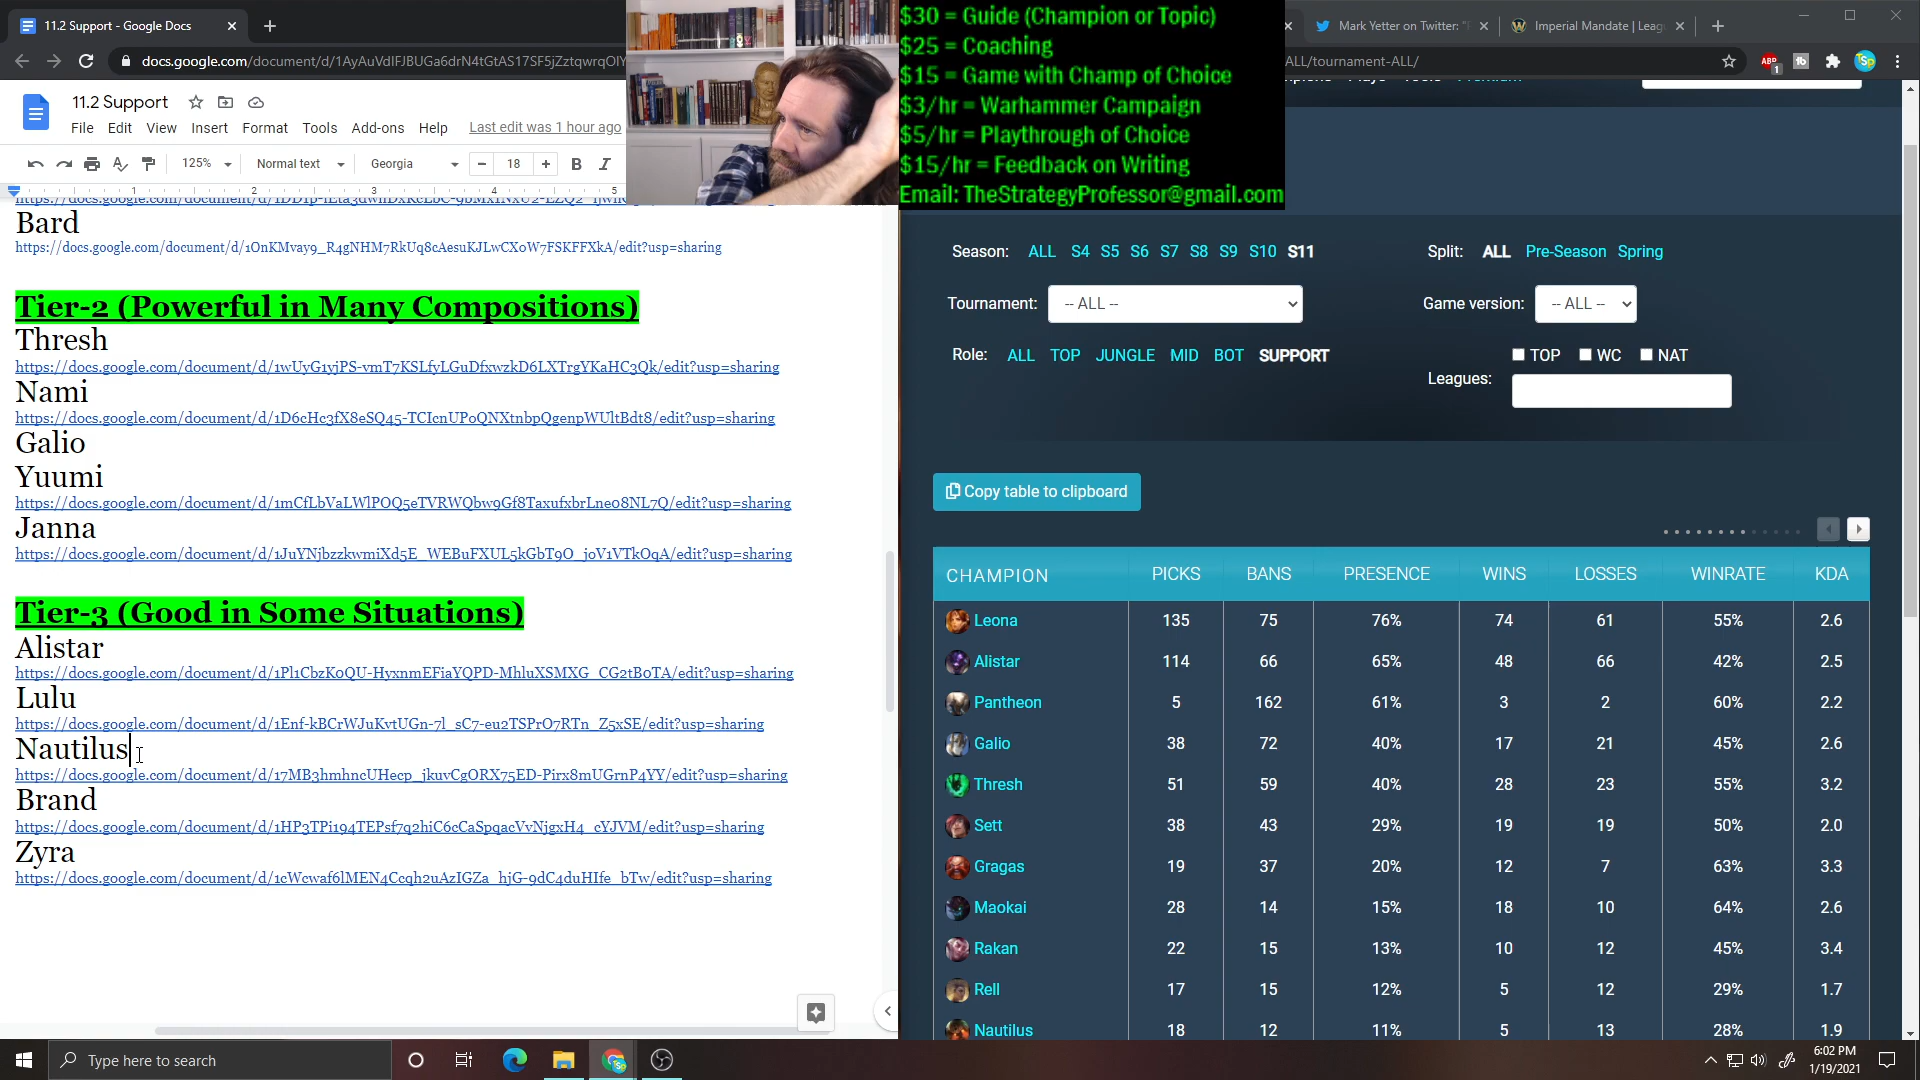 11.2 Support - Google Docs
Mark Yetter on Twitter: "
Imperial Mandate | Leag
docs.google.com/document/d/1AyAuVdIFJBUGa6drN4tGtAS17SF5jZztqwrqOlY
ALL/tournament-ALL/
$30 = Guide (Champion or Topic)
$25 = Coaching
$15 = Game with Champ of Choice
$3/hr = Warhammer Campaign
$5/hr = Playthrough of Choice
$15/hr = Feedback on Writing
Email: TheStrategyProfessor@gmail.com
11.2 Support
File Edit View Insert Format Tools Add-ons Help Last edit was 1 hour ago
125% Normal text Georgia 18 B I
1 2 3 4 5
Bard
https://docs.google.com/document/d/1OnKMvay9_R4gNHM7RkUq8cAesuKJLwCX0W7FSKFFXkA/edit?usp=sharing
Tier-2 (Powerful in Many Compositions)
Thresh
https://docs.google.com/document/d/1wUyG1yjPS-vmT7KSLfyLGuDfxwzkD6LXTrgYKaHC3Qk/edit?usp=sharing
Nami
https://docs.google.com/document/d/1D6cHc3fX8eSQ45-TCIcnUP0QNXtnbpQgenpWUltBdt8/edit?usp=sharing
Galio
Yuumi
https://docs.google.com/document/d/1mCfLbVaLWlPOQ5eTVRWQbw9Gf8TaxufxbrLne08NL7Q/edit?usp=sharing
Janna
https://docs.google.com/document/d/1JuYNjbzzkwmiXd5E_WEBuFXUL5kGbT9O_joV1VTkOqA/edit?usp=sharing
Tier-3 (Good in Some Situations)
Alistar
https://docs.google.com/document/d/1Pl1CbzK0QU-HyxnmEFiaYQPD-MhluXSMXG_CG2tB0TA/edit?usp=sharing
Lulu
https://docs.google.com/document/d/1Enf-kBCrWJuKvtUGn-7l_sC7-eu2TSPrO7RTn_Z5xSE/edit?usp=sharing
Nautilus
https://docs.google.com/document/d/17MB3hmhncUHecp_jkuvCgORX75ED-Pirx8mUGrnP4YY/edit?usp=sharing
Brand
https://docs.google.com/document/d/1HP3TPi194TEPsf7q2hiC6cCaSpqacVvNjgxH4_cYJVM/edit?usp=sharing
Zyra
https://docs.google.com/document/d/1cWcwaf6lMEN4Ccqh2uAzIGZa_hjG-9dC4duHIfe_bTw/edit?usp=sharing
Season: ALL S4 S5 S6 S7 S8 S9 S10 S11
Split: ALL Pre-Season Spring
Tournament: -- ALL --
Game version: -- ALL --
Role: ALL TOP JUNGLE MID BOT SUPPORT
TOP WC NAT
Leagues:
Copy table to clipboard
CHAMPION PICKS BANS PRESENCE WINS LOSSES WINRATE KDA
Leona 135 75 76% 74 61 55% 2.6
Alistar 114 66 65% 48 66 42% 2.5
Pantheon 5 162 61% 3 2 60% 2.2
Galio 38 72 40% 17 21 45% 2.6
Thresh 51 59 40% 28 23 55% 3.2
Sett 38 43 29% 19 19 50% 2.0
Gragas 19 37 20% 12 7 63% 3.3
Maokai 28 14 15% 18 10 64% 2.6
Rakan 22 15 13% 10 12 45% 3.4
Rell 17 15 12% 5 12 29% 1.7
Nautilus 18 12 11% 5 13 28% 1.9
Type here to search
6:02 PM
1/19/2021